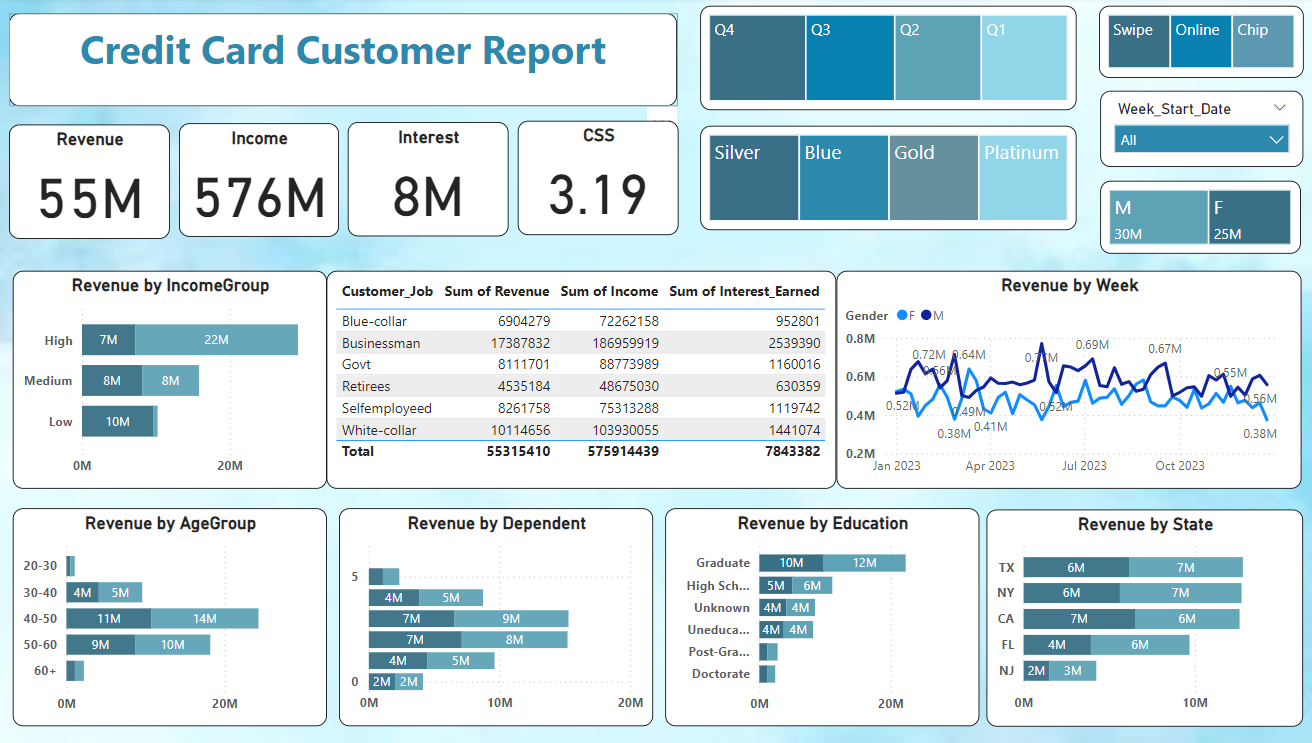 Credit Card Customer Report
Q4 Q3 Q2 Q1
Swipe Online Chip
Week_Start_Date
All
Silver Blue Gold Platinum
M F
30M 25M
Revenue
55M
Income
576M
Interest
8M
CSS
3.19
Revenue by IncomeGroup
High 7M 22M
Medium 8M 8M
Low 10M
0M 20M
Customer_Job Sum of Revenue Sum of Income Sum of Interest_Earned
Blue-collar 6904279 72262158 952801
Businessman 17387832 186959919 2539390
Govt 8111701 88773989 1160016
Retirees 4535184 48675030 630359
Selfemployeed 8261758 75313288 1119742
White-collar 10114656 103930055 1441074
Total 55315410 575914439 7843382
Revenue by Week
Gender F M
0.8M
0.6M
0.4M
0.2M
0.72M 0.64M 0.69M 0.67M
0.56M 0.55M
0.52M 0.49M 0.52M 0.56M
0.38M 0.41M 0.38M
Jan 2023 Apr 2023 Jul 2023 Oct 2023
Revenue by AgeGroup
20-30
30-40 4M 5M
40-50 11M 14M
50-60 9M 10M
60+
0M 20M
Revenue by Dependent
5
4M 5M
7M 9M
7M 8M
4M 5M
0 2M 2M
0M 10M 20M
Revenue by Education
Graduate 10M 12M
High Sch... 5M 6M
Unknown 4M 4M
Uneduca... 4M 4M
Post-Gra...
Doctorate
0M 20M
Revenue by State
TX 6M 7M
NY 6M 7M
CA 7M 6M
FL 4M 6M
NJ 2M 3M
0M 10M